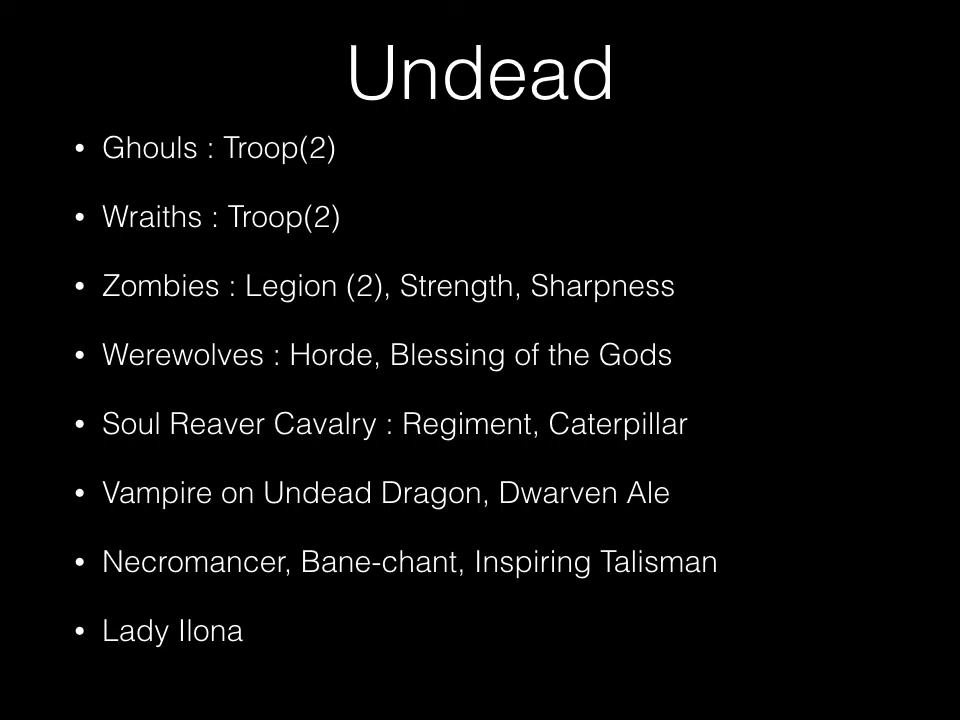 Undead
• Ghouls : Troop(2)
• Wraiths : Troop(2)
• Zombies : Legion (2), Strength, Sharpness
• Werewolves : Horde, Blessing of the Gods
• Soul Reaver Cavalry : Regiment, Caterpillar
• Vampire on Undead Dragon, Dwarven Ale
• Necromancer, Bane-chant, Inspiring Talisman
• Lady Ilona